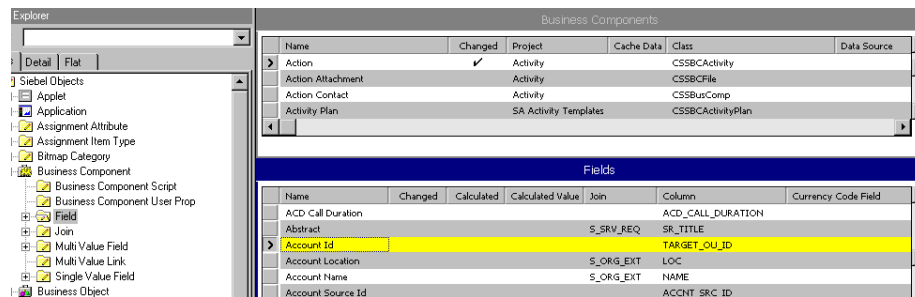 Explorer
Business Components
Name Changed Project Cache Data Class Data Source
Action ✔ Activity CSSBCActivity
Action Attachment Activity CSSBCFile
Action Contact Activity CSSBusComp
Activity Plan SA Activity Templates CSSBCActivityPlan
Detail Flat
Siebel Objects
Applet
Application
Assignment Attribute
Assignment Item Type
Bitmap Category
Business Component
Business Component Script
Business Component User Prop
Field
Join
Multi Value Field
Multi Value Link
Single Value Field
Business Object
Fields
Name Changed Calculated Calculated Value Join Column Currency Code Field
ACD Call Duration ACD_CALL_DURATION
Abstract S_SRV_REQ SR_TITLE
Account Id TARGET_OU_ID
Account Location S_ORG_EXT LOC
Account Name S_ORG_EXT NAME
Account Source Id ACCNT_SRC_ID